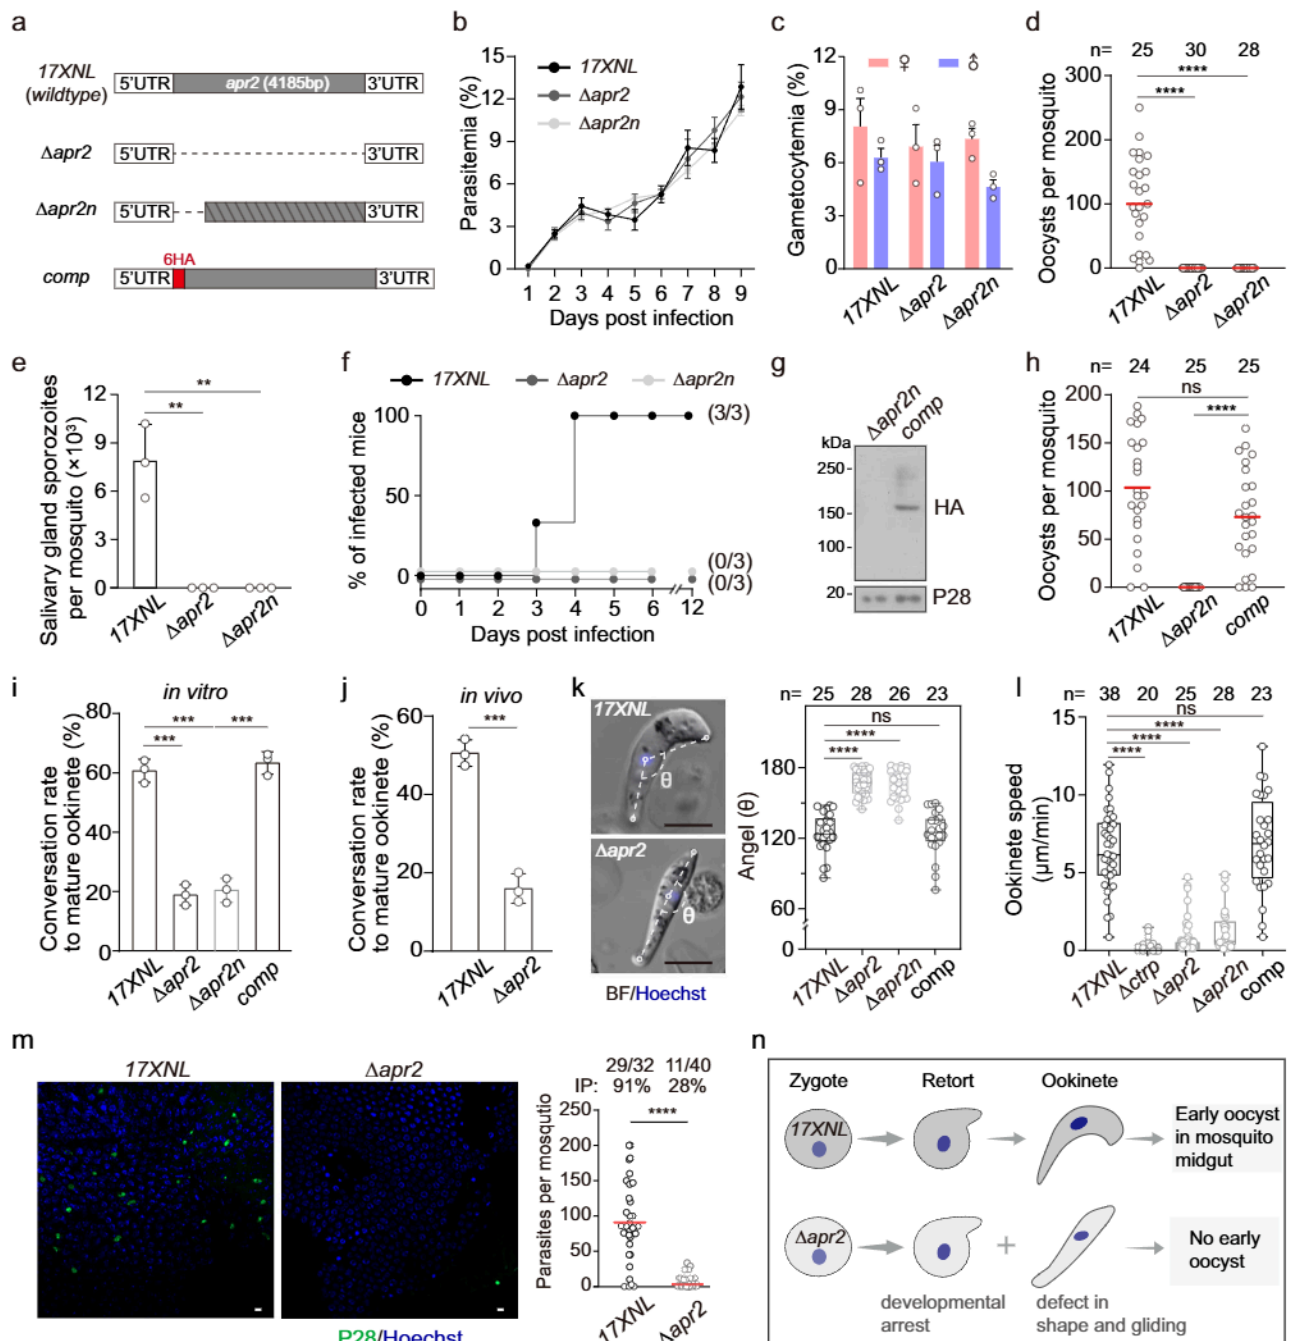 a
17XNL
(wildtype)
5'UTR
apr2 (4185bp)
3'UTR
Δapr2
5'UTR
3'UTR
Δapr2n
5'UTR
3'UTR
6HA
comp
5'UTR
3'UTR
b
Parasitemia (%)
15
12
9
6
3
0
17XNL
Δapr2
Δapr2n
1 2 3 4 5 6 7 8 9
Days post infection
c
Gametocytemia (%)
12
9
6
3
0
♀ ♂
17XNL Δapr2 Δapr2n
d
n= 25 30 28
Oocysts per mosquito
300
200
100
0
****
****
17XNL Δapr2 Δapr2n
e
Salivary gland sporozoites
per mosquito (×10³)
12
9
6
3
0
**
**
17XNL Δapr2 Δapr2n
f
17XNL Δapr2 Δapr2n
% of infected mice
100
50
0
(3/3)
(0/3)
(0/3)
0 1 2 3 4 5 6 12
Days post infection
g
Δapr2n comp
kDa
250
150
100
20
HA
P28
h
n= 24 25 25
Oocysts per mosquito
200
150
100
50
0
ns
****
17XNL Δapr2n comp
i
in vitro
Conversation rate
to mature ookinete (%)
80
60
40
20
0
*** ***
***
17XNL Δapr2 Δapr2n comp
j
in vivo
Conversation rate
to mature ookinete (%)
60
40
20
0
***
17XNL Δapr2
k
17XNL
θ
Δapr2
θ
BF/Hoechst
n= 25 28 26 23
Angel (θ)
180
120
60
0
ns
****
****
17XNL Δapr2 Δapr2n comp
l
n= 38 20 25 28 23
Ookinete speed
(μm/min)
15
10
5
0
ns
****
****
****
17XNL Δctrp Δapr2 Δapr2n comp
m
17XNL Δapr2
P28/Hoechst
29/32 11/40
IP: 91% 28%
Parasites per mosqutio
250
200
150
100
50
0
****
17XNL Δapr2
n
Zygote Retort Ookinete
17XNL
Early oocyst
in mosquito
midgut
Δapr2
+
No early
oocyst
developmental
arrest
defect in
shape and gliding